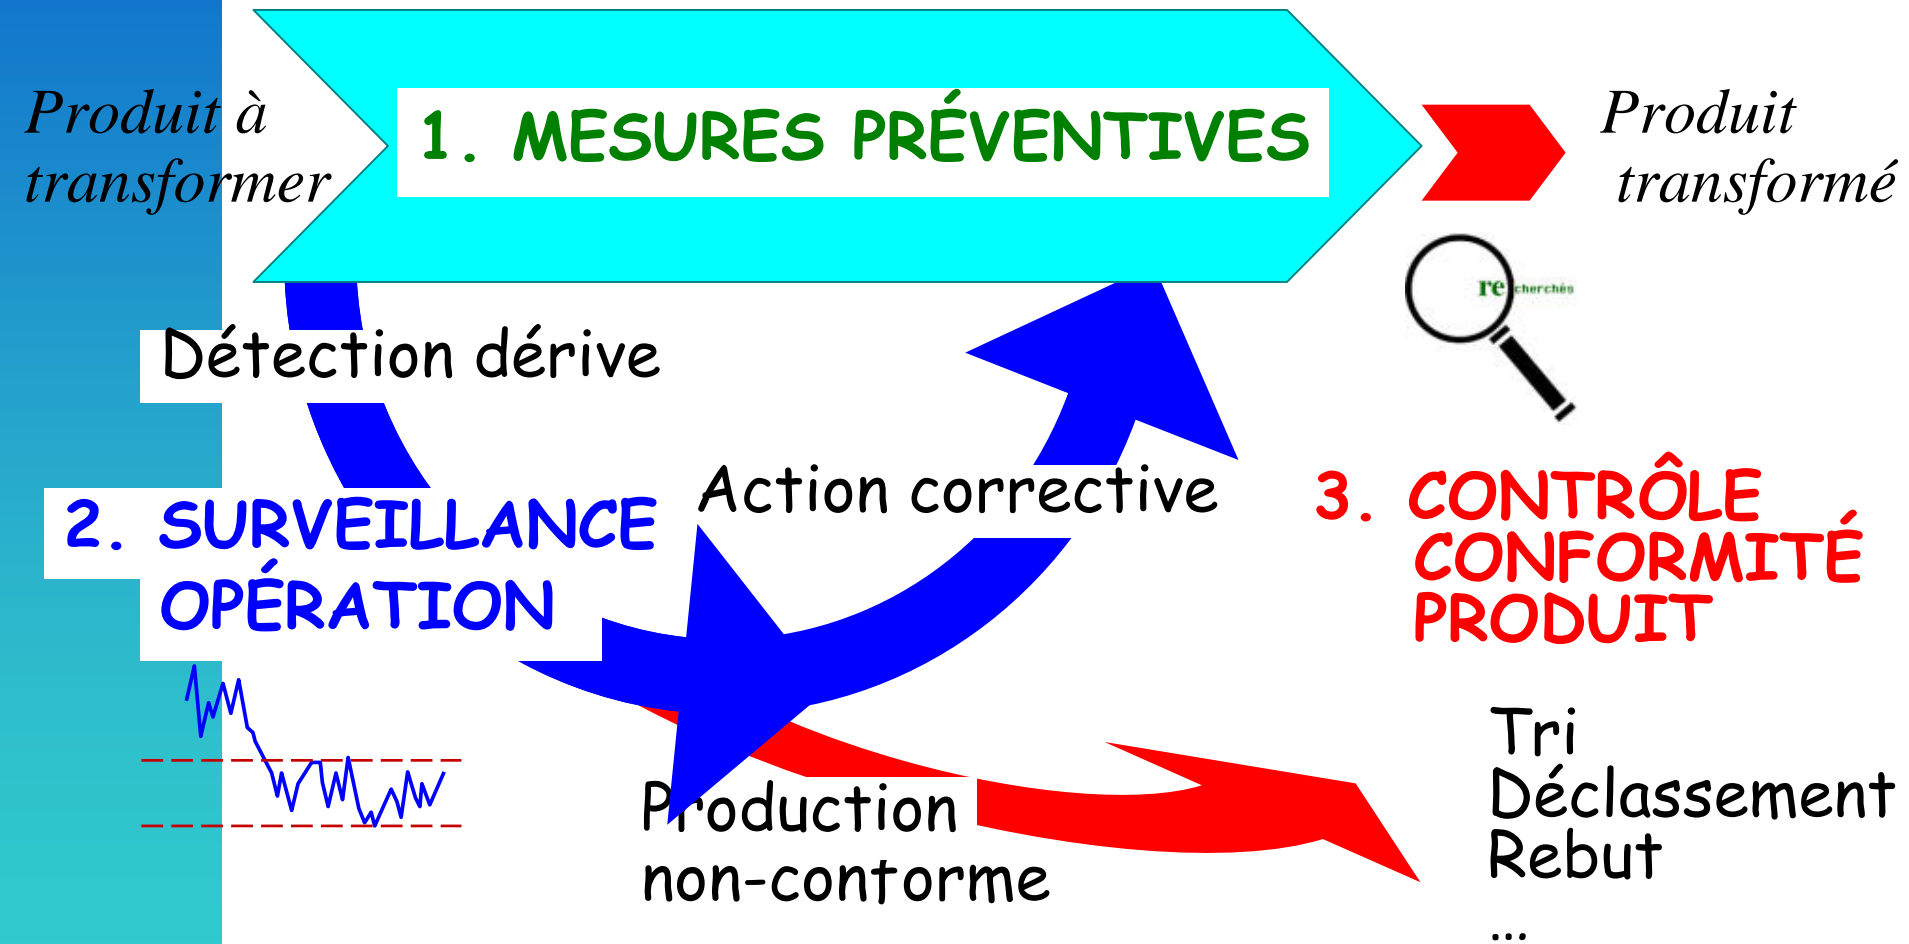 Produit à
transformer
1. MESURES PRÉVENTIVES
Produit
transformé
recherchés
Détection dérive
Action corrective
2. SURVEILLANCE
OPÉRATION
3. CONTRÔLE
CONFORMITÉ
PRODUIT
Production
non-conforme
Tri
Déclassement
Rebut
...